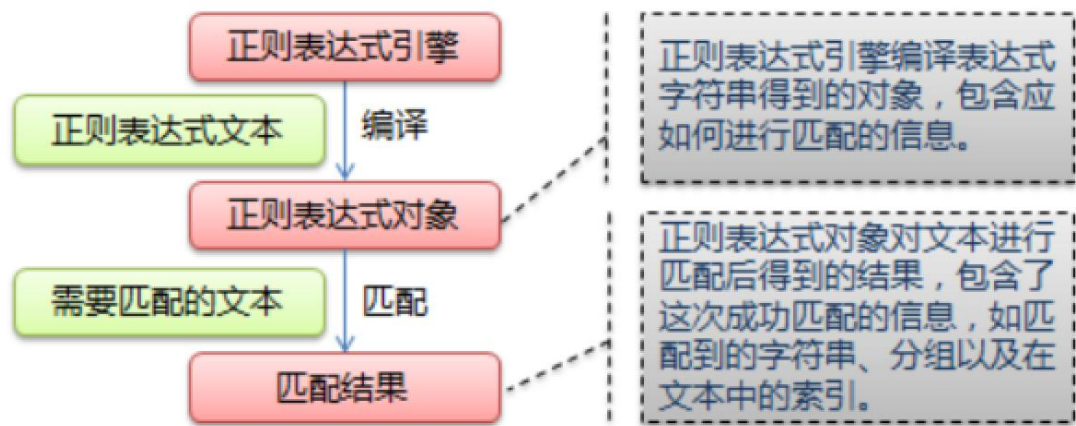 正则表达式引擎
正则表达式文本
编译
正则表达式对象
需要匹配的文本
匹配
匹配结果
正则表达式引擎编译表达式
字符串得到的对象，包含应
如何进行匹配的信息。
正则表达式对象对文本进行
匹配后得到的结果，包含了
这次成功匹配的信息，如匹
配到的字符串、分组以及在
文本中的索引。